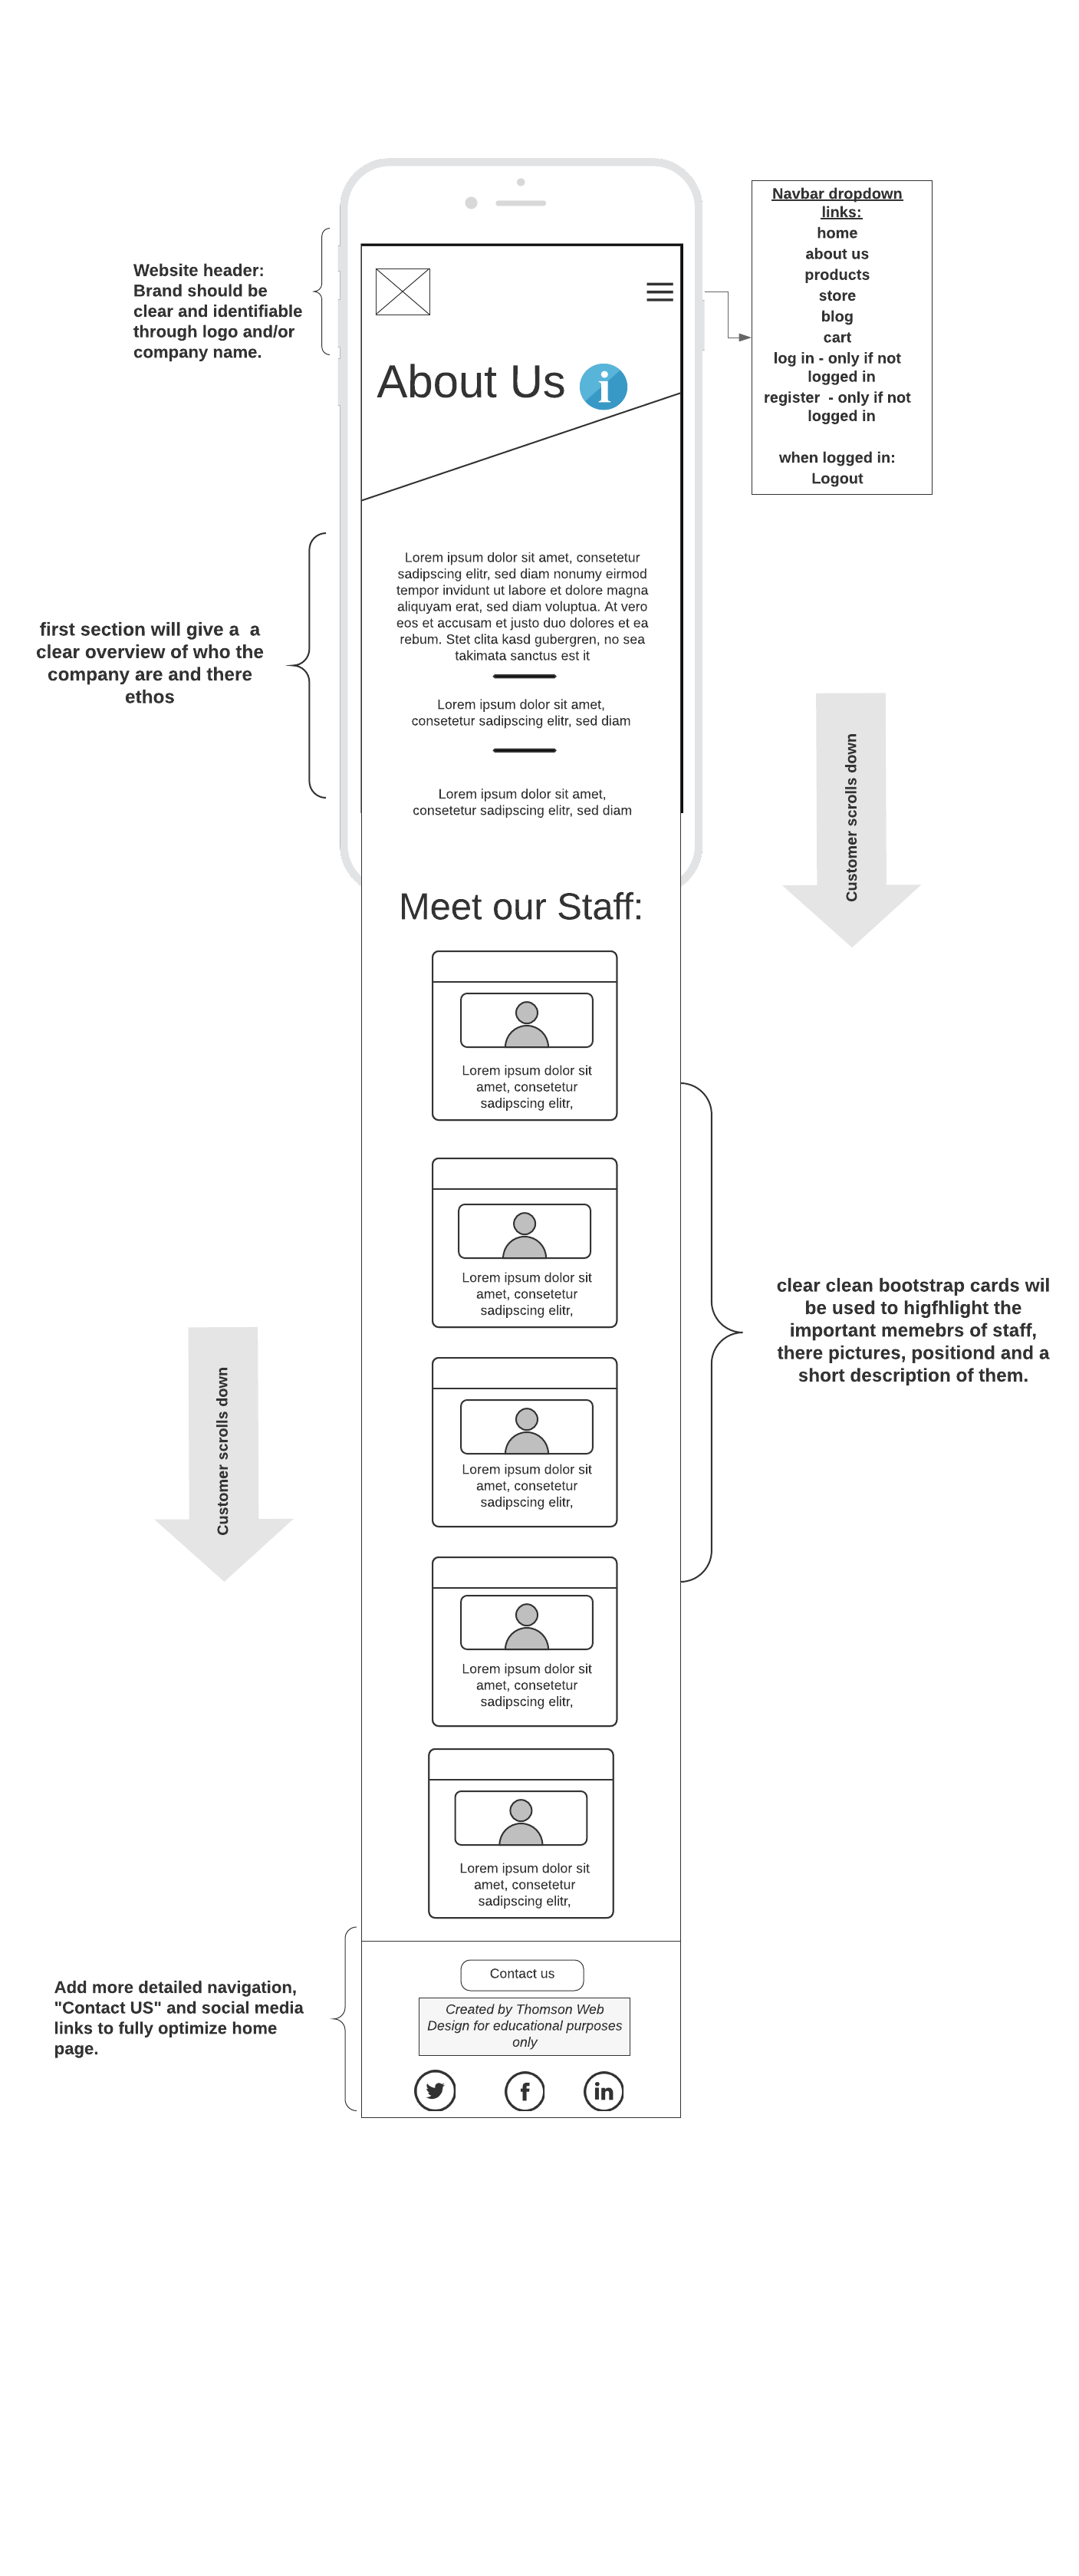 Website header:
Brand should be
clear and identifiable
through logo and/or
company name.
Navbar dropdown
links:
home
about us
products
store
blog
cart
log in - only if not
logged in
register  - only if not
logged in
when logged in:
Logout
About Us
i
first section will give a  a
clear overview of who the
company are and there
ethos
Lorem ipsum dolor sit amet, consetetur
sadipscing elitr, sed diam nonumy eirmod
tempor invidunt ut labore et dolore magna
aliquyam erat, sed diam voluptua. At vero
eos et accusam et justo duo dolores et ea
rebum. Stet clita kasd gubergren, no sea
takimata sanctus est it
Lorem ipsum dolor sit amet,
consetetur sadipscing elitr, sed diam
Lorem ipsum dolor sit amet,
consetetur sadipscing elitr, sed diam
Customer scrolls down
Meet our Staff:
Lorem ipsum dolor sit
amet, consetetur
sadipscing elitr,
Lorem ipsum dolor sit
amet, consetetur
sadipscing elitr,
clear clean bootstrap cards wil
be used to higfhlight the
important memebrs of staff,
there pictures, positiond and a
short description of them.
Customer scrolls down
Lorem ipsum dolor sit
amet, consetetur
sadipscing elitr,
Lorem ipsum dolor sit
amet, consetetur
sadipscing elitr,
Lorem ipsum dolor sit
amet, consetetur
sadipscing elitr,
Add more detailed navigation,
"Contact US" and social media
links to fully optimize home
page.
Contact us
Created by Thomson Web
Design for educational purposes
only
f
in